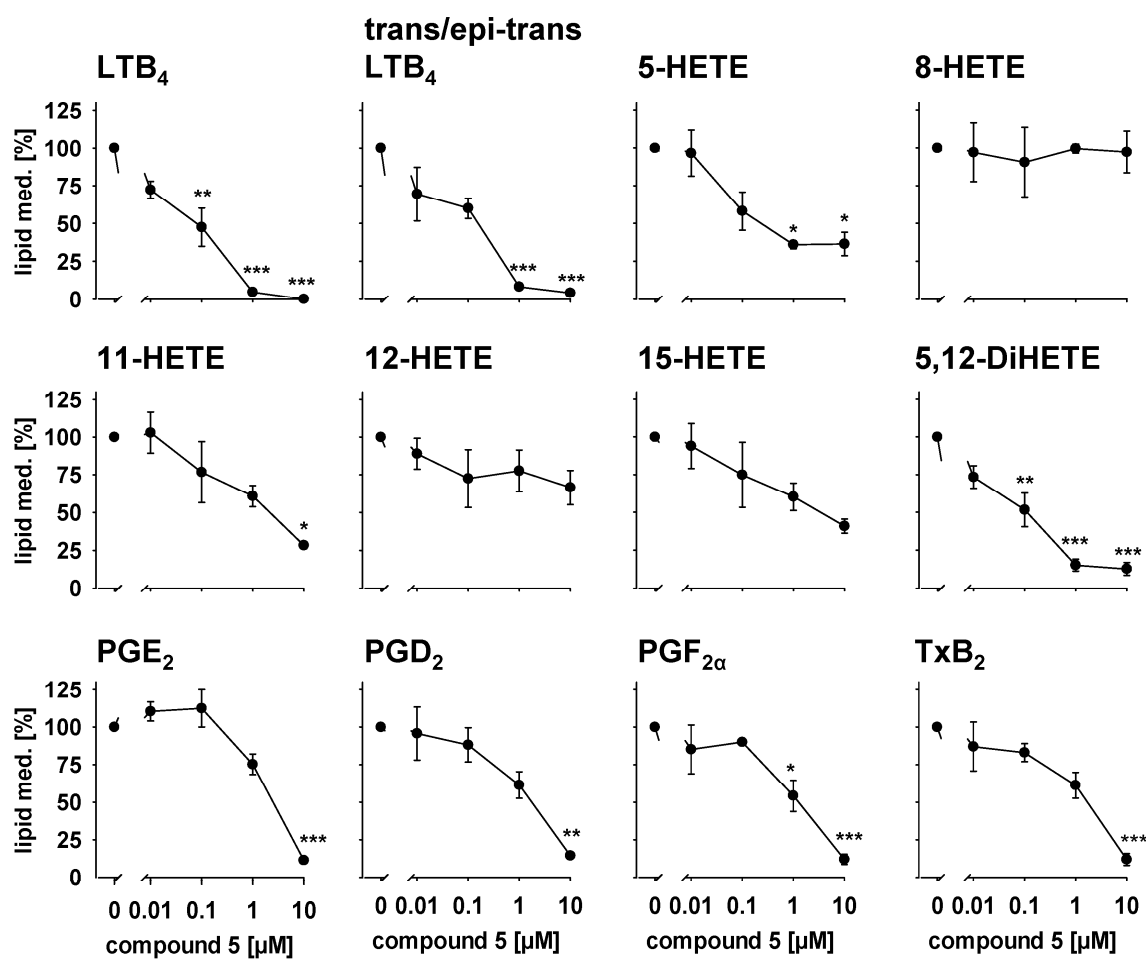 trans/epi-trans
LTB4 LTB4 5-HETE 8-HETE
lipid med. [%]
125
100
75
50
25
0
** *** *** *** *** * *
11-HETE 12-HETE 15-HETE 5,12-DiHETE
lipid med. [%]
125
100
75
50
25
0
* ** *** ***
PGE2 PGD2 PGF2α TxB2
lipid med. [%]
125
100
75
50
25
0
*** ** * *** ***
0 0.01 0.1 1 10 0 0.01 0.1 1 10 0 0.01 0.1 1 10 0 0.01 0.1 1 10
compound 5 [µM] compound 5 [µM] compound 5 [µM] compound 5 [µM]